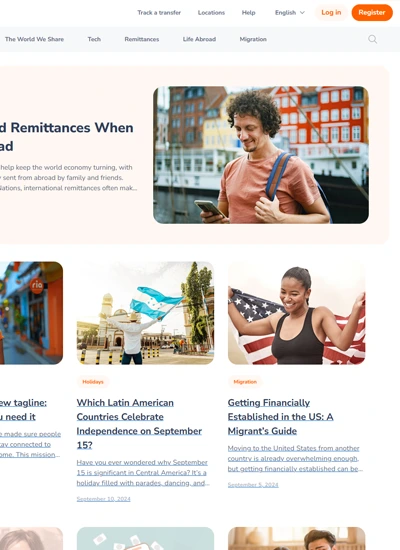 Track a transfer
Locations
Help
English
Log in
Register
The World We Share
Tech
Remittances
Life Abroad
Migration
d Remittances When
ad
help keep the world economy turning, with
sent from abroad by family and friends.
Nations, international remittances often mak...
ria
ew tagline:
u need it
e made sure people
tay connected to
ome. This mission...
Holidays
Which Latin American
Countries Celebrate
Independence on September
15?
Have you ever wondered why September
15 is significant in Central America? It's a
holiday filled with parades, dancing, and...
September 10, 2024
Migration
Getting Financially
Established in the US: A
Migrant's Guide
Moving to the United States from another
country is already overwhelming enough,
but getting financially established can be...
September 5, 2024